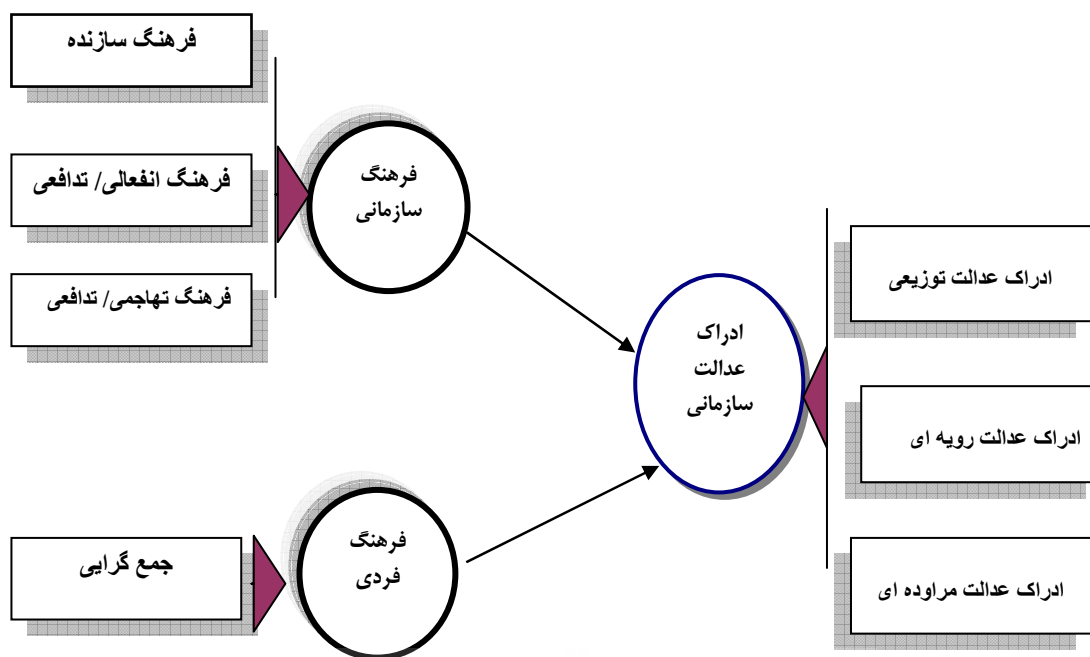 فرهنگ سازنده
فرهنگ انفعالی/ تدافعی
فرهنگ تهاجمی/ تدافعی
فرهنگ
سازمانی
ادراک
عدالت
سازمانی
ادراک عدالت توزیعی
ادراک عدالت رویه ای
ادراک عدالت مراوده ای
جمع گرایی
فرهنگ
فردی